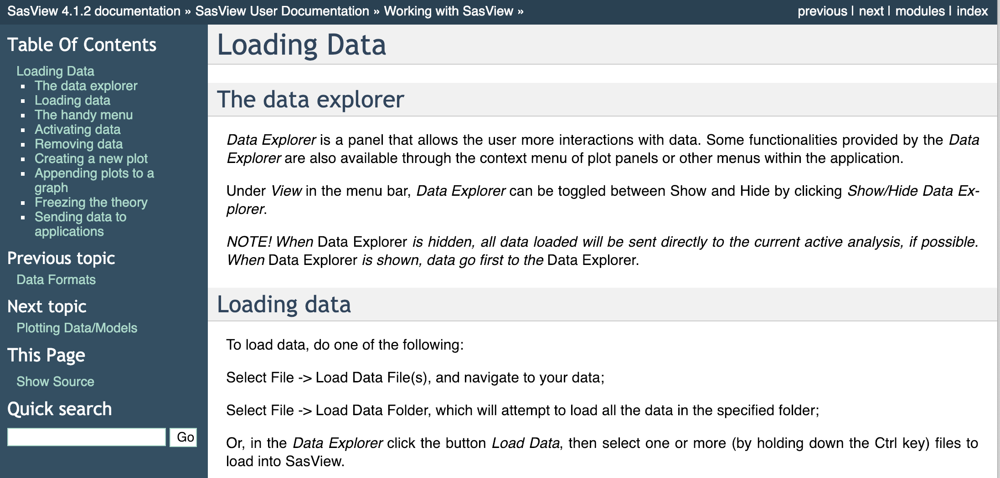 SasView 4.1.2 documentation » SasView User Documentation » Working with SasView »
previous | next | modules | index
Table Of Contents
Loading Data
▪ The data explorer
▪ Loading data
▪ The handy menu
▪ Activating data
▪ Removing data
▪ Creating a new plot
▪ Appending plots to a
graph
▪ Freezing the theory
▪ Sending data to
applications
Previous topic
Data Formats
Next topic
Plotting Data/Models
This Page
Show Source
Quick search
Go
Loading Data
The data explorer
Data Explorer is a panel that allows the user more interactions with data. Some functionalities provided by the Data
Explorer are also available through the context menu of plot panels or other menus within the application.
Under View in the menu bar, Data Explorer can be toggled between Show and Hide by clicking Show/Hide Data Ex-
plorer.
NOTE! When Data Explorer is hidden, all data loaded will be sent directly to the current active analysis, if possible.
When Data Explorer is shown, data go first to the Data Explorer.
Loading data
To load data, do one of the following:
Select File -> Load Data File(s), and navigate to your data;
Select File -> Load Data Folder, which will attempt to load all the data in the specified folder;
Or, in the Data Explorer click the button Load Data, then select one or more (by holding down the Ctrl key) files to
load into SasView.